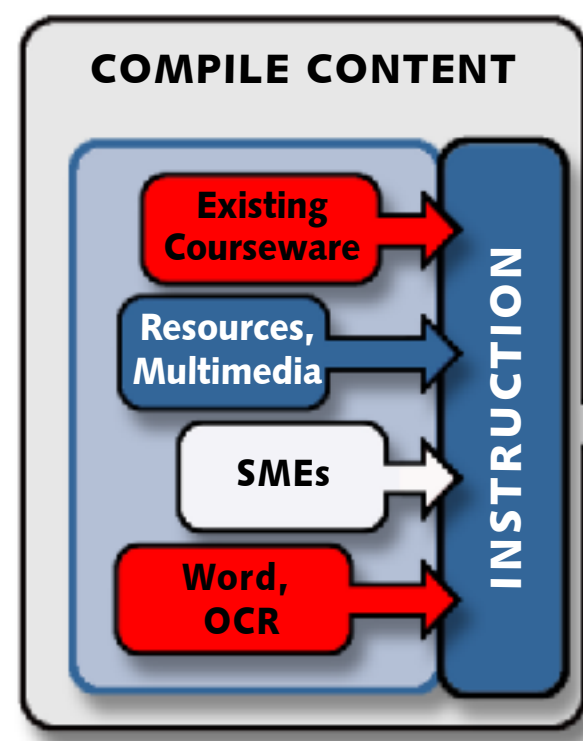 COMPILE CONTENT
Existing
Courseware
Resources,
Multimedia
SMEs
Word,
OCR
INSTRUCTION